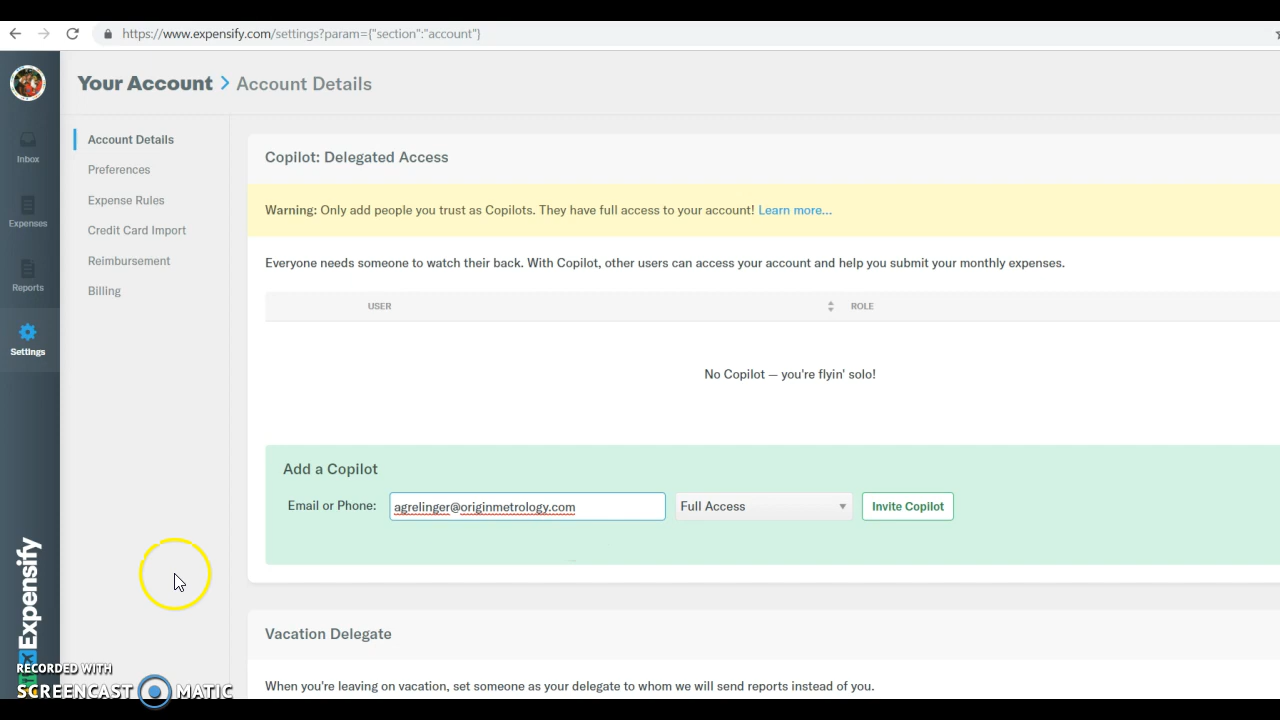 https://www.expensify.com/settings?param={"section":"account"}
Your Account > Account Details
Inbox
Expenses
Reports
Settings
Expensify
Account Details
Preferences
Expense Rules
Credit Card Import
Reimbursement
Billing
Copilot: Delegated Access
Warning: Only add people you trust as Copilots. They have full access to your account! Learn more...
Everyone needs someone to watch their back. With Copilot, other users can access your account and help you submit your monthly expenses.
USER ROLE
No Copilot — you're flyin' solo!
Add a Copilot
Email or Phone: agrelinger@originmetrology.com Full Access Invite Copilot
Vacation Delegate
When you're leaving on vacation, set someone as your delegate to whom we will send reports instead of you.
RECORDED WITH
SCREENCAST MATIC